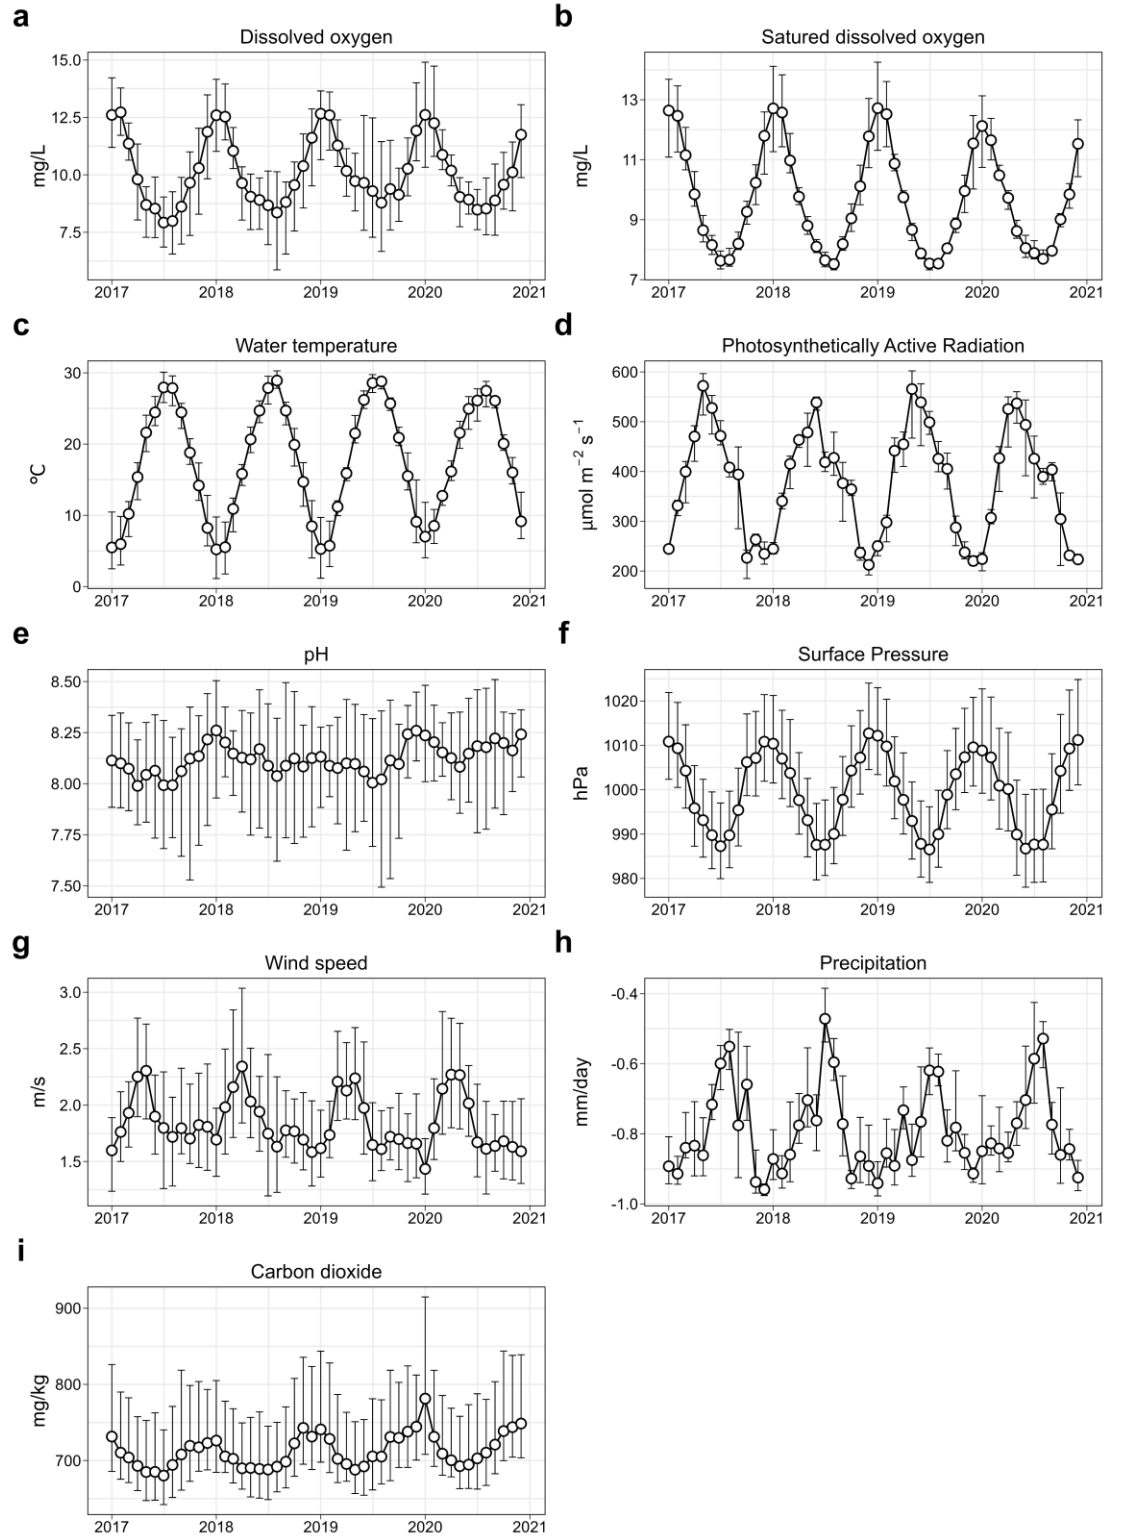 a
Dissolved oxygen
mg/L
15.0
12.5
10.0
7.5
2017 2018 2019 2020 2021
b
Satured dissolved oxygen
mg/L
13
11
9
7
2017 2018 2019 2020 2021
c
Water temperature
ºC
30
20
10
0
2017 2018 2019 2020 2021
d
Photosynthetically Active Radiation
µmol m⁻² s⁻¹
600
500
400
300
200
2017 2018 2019 2020 2021
e
pH
8.50
8.25
8.00
7.75
7.50
2017 2018 2019 2020 2021
f
Surface Pressure
hPa
1020
1010
1000
990
980
2017 2018 2019 2020 2021
g
Wind speed
m/s
3.0
2.5
2.0
1.5
2017 2018 2019 2020 2021
h
Precipitation
mm/day
-0.4
-0.6
-0.8
-1.0
2017 2018 2019 2020 2021
i
Carbon dioxide
mg/kg
900
800
700
2017 2018 2019 2020 2021